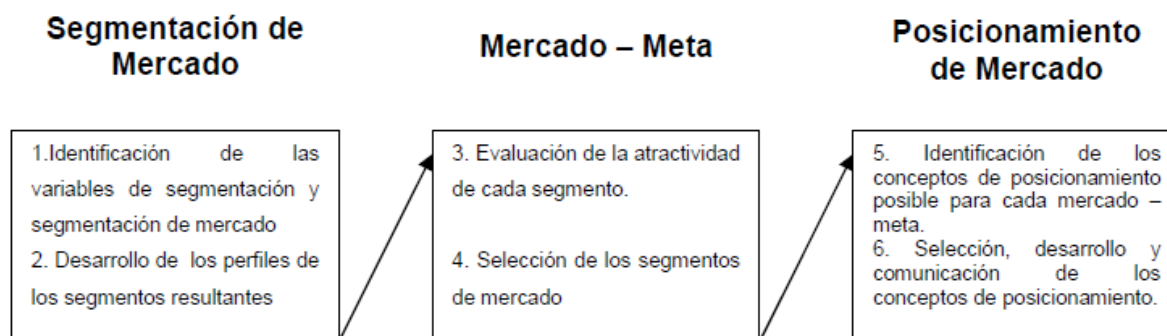 Segmentación de
Mercado
1.Identificación de las
variables de segmentación y
segmentación de mercado
2. Desarrollo de los perfiles de
los segmentos resultantes
Mercado – Meta
3. Evaluación de la atractividad
de cada segmento.
4. Selección de los segmentos
de mercado
Posicionamiento
de Mercado
5. Identificación de los
conceptos de posicionamiento
posible para cada mercado –
meta.
6. Selección, desarrollo y
comunicación de los
conceptos de posicionamiento.